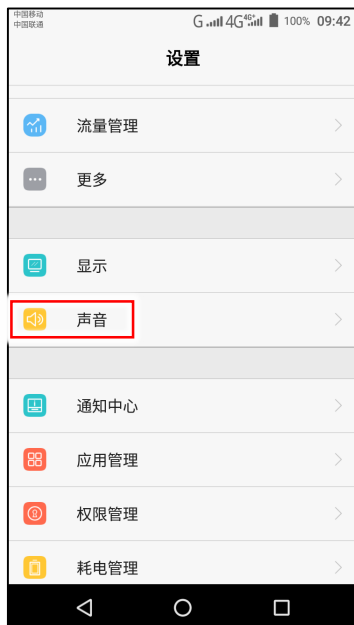 中国移动
中国联通
G 4G 4G+ 100% 09:42
设置
流量管理
更多
显示
声音
通知中心
应用管理
权限管理
耗电管理